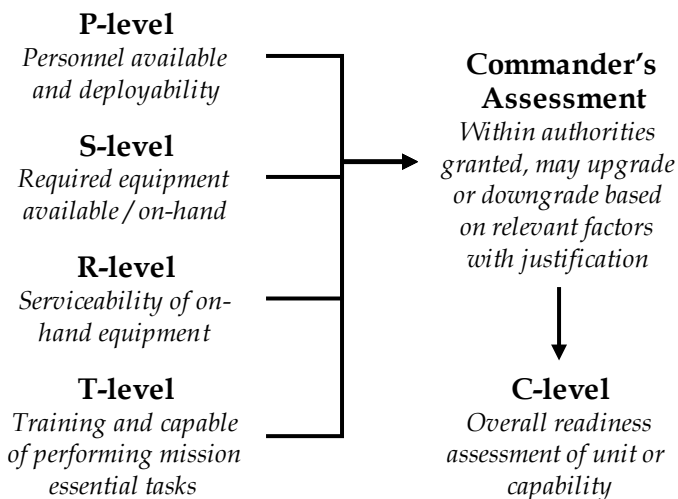 P-level
Personnel available
and deployability
S-level
Required equipment
available / on-hand
R-level
Serviceability of on-
hand equipment
T-level
Training and capable
of performing mission
essential tasks
Commander's
Assessment
Within authorities
granted, may upgrade
or downgrade based
on relevant factors
with justification
C-level
Overall readiness
assessment of unit or
capability